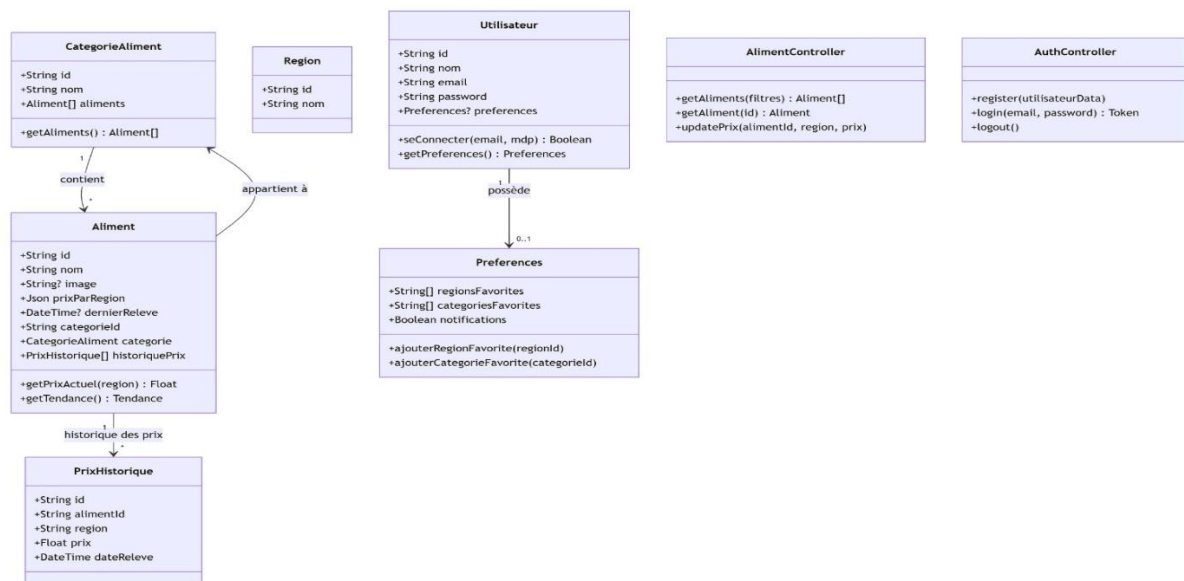 CategorieAliment
+String id
+String nom
+Aliment[] aliments
+getAliments() : Aliment[]
1
contient
*
appartient à
Aliment
+String id
+String nom
+String? image
+Json prixParRegion
+DateTime? dernierReleve
+String categorieId
+CategorieAliment categorie
+PrixHistorique[] historiquePrix
+getPrixActuel(region) : Float
+getTendance() : Tendance
1
historique des prix
*
PrixHistorique
+String id
+String alimentId
+String region
+Float prix
+DateTime dateReleve
Region
+String id
+String nom
Utilisateur
+String id
+String nom
+String email
+String password
+Preferences? preferences
+seConnecter(email, mdp) : Boolean
+getPreferences() : Preferences
1
possède
0..1
Preferences
+String[] regionsFavorites
+String[] categoriesFavorites
+Boolean notifications
+ajouterRegionFavorite(regionId)
+ajouterCategorieFavorite(categorieId)
AlimentController
+getAliments(filtres) : Aliment[]
+getAliment(id) : Aliment
+updatePrix(alimentId, region, prix)
AuthController
+register(utilisateurData)
+login(email, password) : Token
+logout()